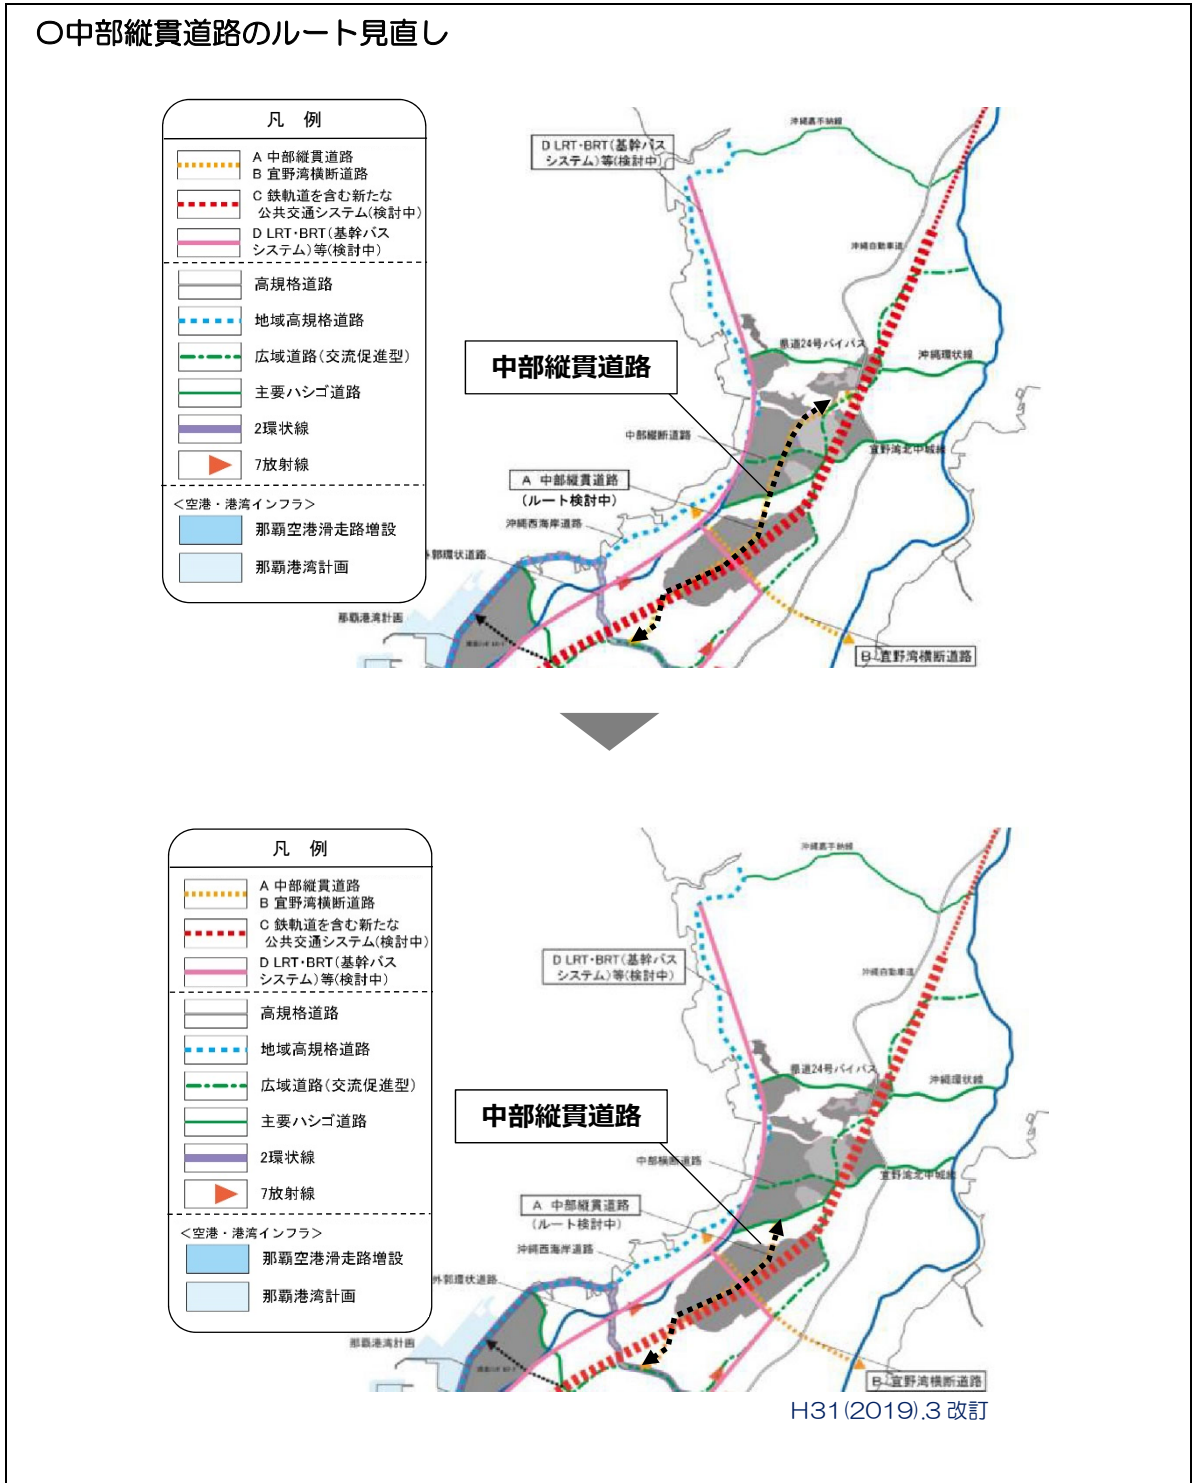 〇中部縦貫道路のルート見直し
凡 例
A 中部縦貫道路
B 宜野湾横断道路
C 鉄軌道を含む新たな
公共交通システム(検討中)
D LRT・BRT(基幹バス
システム)等(検討中)
高規格道路
地域高規格道路
広域道路(交流促進型)
主要ハシゴ道路
2環状線
7放射線
<空港・港湾インフラ>
那覇空港滑走路増設
那覇港湾計画
沖縄嘉手納線
D LRT・BRT(基幹バス
システム)等(検討中)
沖縄自動車道
県道24号バイパス
沖縄環状線
中部縦貫道路
中部縦断道路
宜野湾北中城線
A 中部縦貫道路
(ルート検討中)
沖縄西海岸道路
外郭環状道路
那覇港湾計画
B 宜野湾横断道路
凡 例
A 中部縦貫道路
B 宜野湾横断道路
C 鉄軌道を含む新たな
公共交通システム(検討中)
D LRT・BRT(基幹バス
システム)等(検討中)
高規格道路
地域高規格道路
広域道路(交流促進型)
主要ハシゴ道路
2環状線
7放射線
<空港・港湾インフラ>
那覇空港滑走路増設
那覇港湾計画
沖縄嘉手納線
D LRT・BRT(基幹バス
システム)等(検討中)
沖縄自動車道
県道24号バイパス
沖縄環状線
中部縦貫道路
中部横断道路
宜野湾北中城線
A 中部縦貫道路
(ルート検討中)
沖縄西海岸道路
外郭環状道路
那覇港湾計画
B 宜野湾横断道路
H31(2019).3 改訂